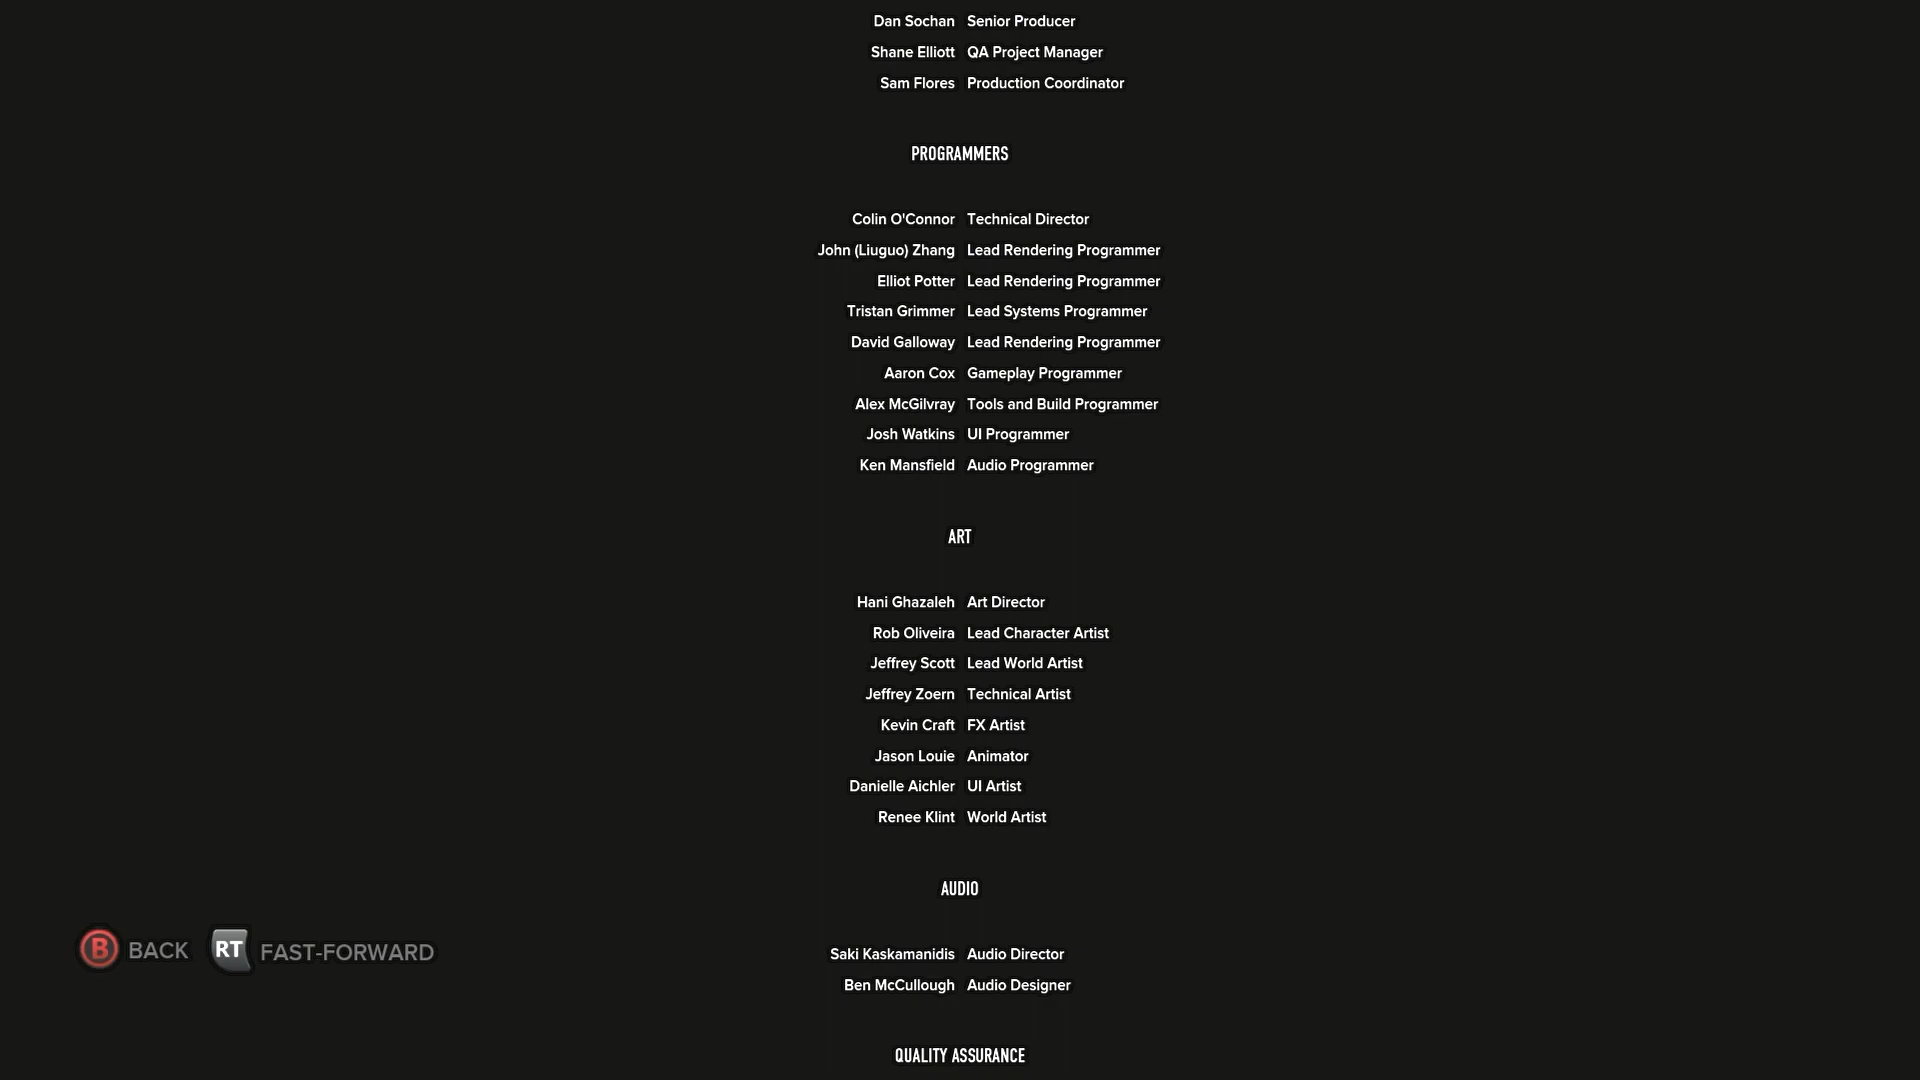 Dan Sochan Senior Producer
Shane Elliott QA Project Manager
Sam Flores Production Coordinator
PROGRAMMERS
Colin O'Connor Technical Director
John (Liuguo) Zhang Lead Rendering Programmer
Elliot Potter Lead Rendering Programmer
Tristan Grimmer Lead Systems Programmer
David Galloway Lead Rendering Programmer
Aaron Cox Gameplay Programmer
Alex McGilvray Tools and Build Programmer
Josh Watkins UI Programmer
Ken Mansfield Audio Programmer
ART
Hani Ghazaleh Art Director
Rob Oliveira Lead Character Artist
Jeffrey Scott Lead World Artist
Jeffrey Zoern Technical Artist
Kevin Craft FX Artist
Jason Louie Animator
Danielle Aichler UI Artist
Renee Klint World Artist
AUDIO
Saki Kaskamanidis Audio Director
Ben McCullough Audio Designer
QUALITY ASSURANCE
B BACK RT FAST-FORWARD